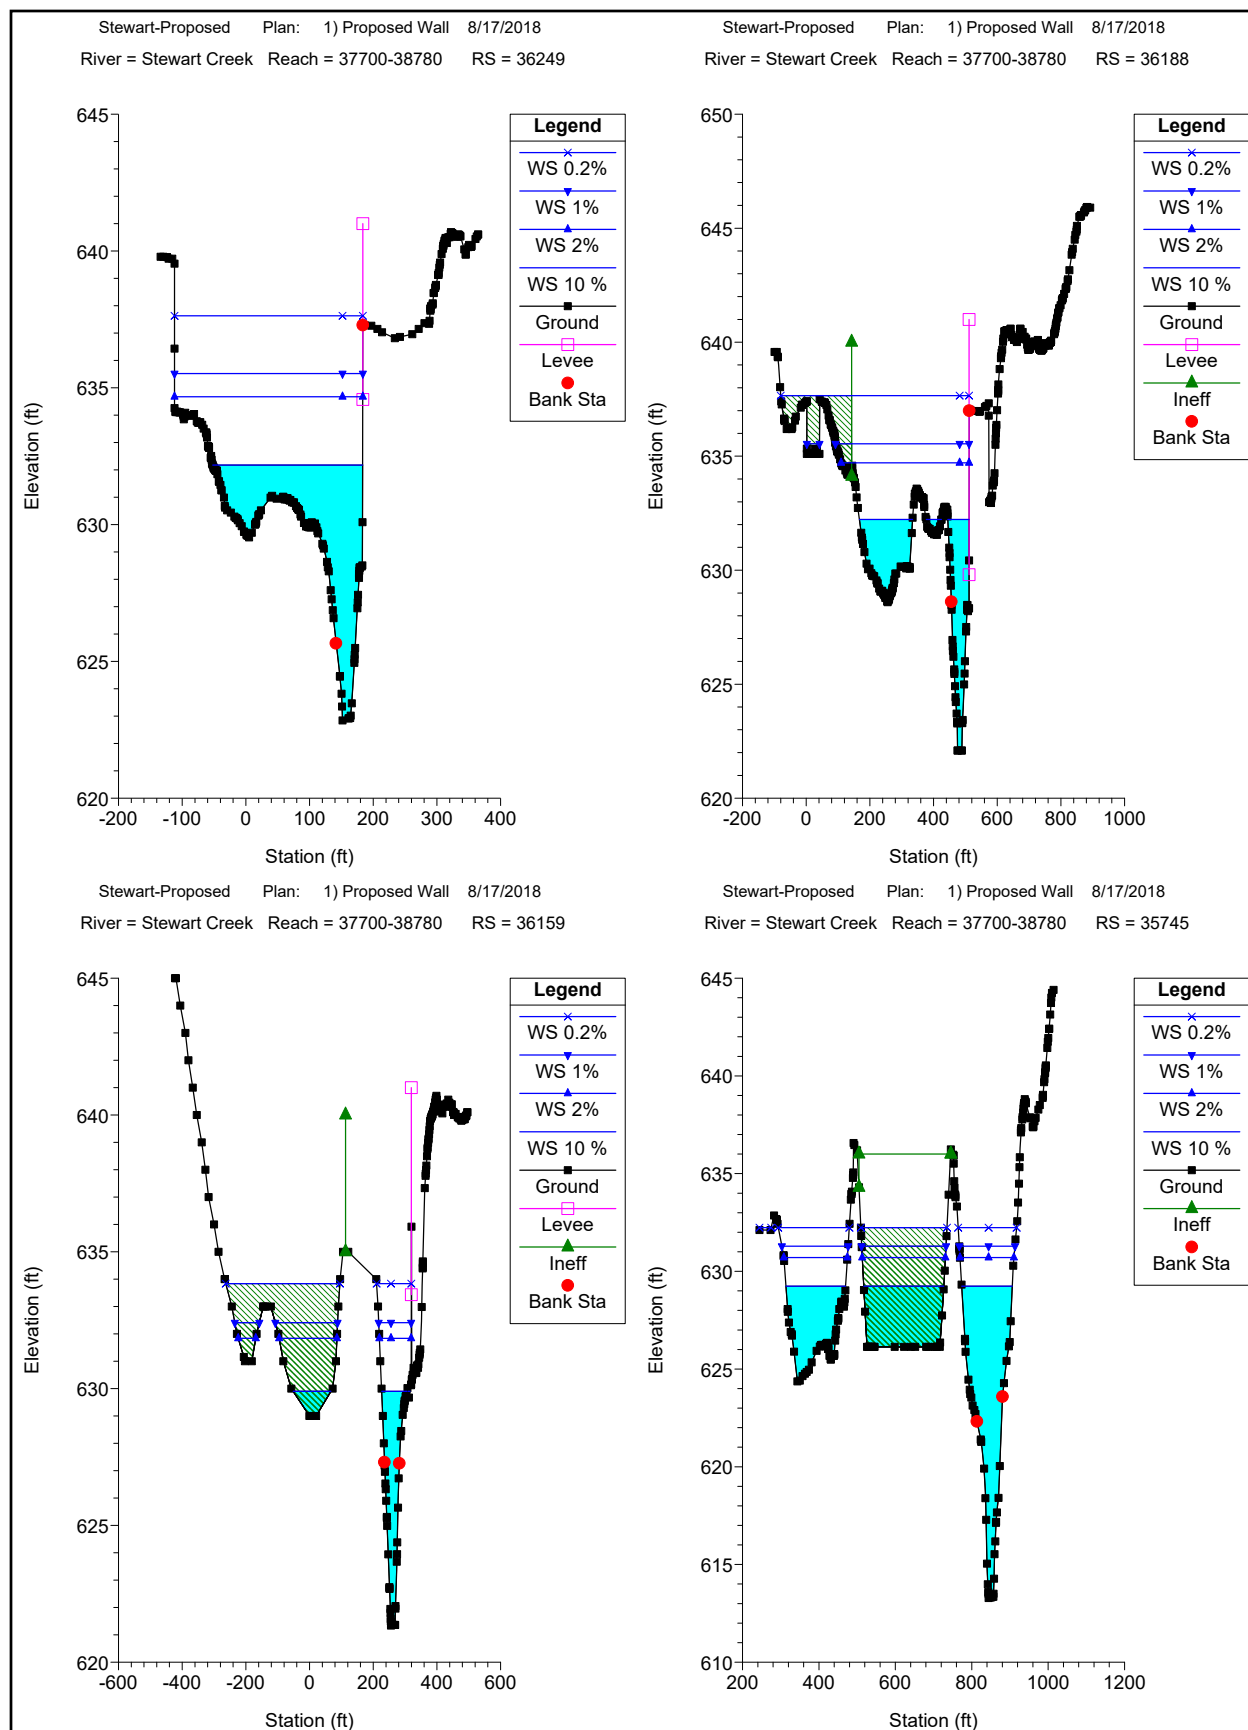 Stewart-Proposed Plan: 1) Proposed Wall 8/17/2018
River = Stewart Creek Reach = 37700-38780 RS = 36249
645
640
635
630
625
620
Elevation (ft)
-200 -100 0 100 200 300 400
Station (ft)
Legend
WS 0.2%
WS 1%
WS 2%
WS 10 %
Ground
Levee
Bank Sta
Stewart-Proposed Plan: 1) Proposed Wall 8/17/2018
River = Stewart Creek Reach = 37700-38780 RS = 36188
650
645
640
635
630
625
620
Elevation (ft)
-200 0 200 400 600 800 1000
Station (ft)
Legend
WS 0.2%
WS 1%
WS 2%
WS 10 %
Ground
Levee
Ineff
Bank Sta
Stewart-Proposed Plan: 1) Proposed Wall 8/17/2018
River = Stewart Creek Reach = 37700-38780 RS = 36159
645
640
635
630
625
620
Elevation (ft)
-600 -400 -200 0 200 400 600
Station (ft)
Legend
WS 0.2%
WS 1%
WS 2%
WS 10 %
Ground
Levee
Ineff
Bank Sta
Stewart-Proposed Plan: 1) Proposed Wall 8/17/2018
River = Stewart Creek Reach = 37700-38780 RS = 35745
645
640
635
630
625
620
615
610
Elevation (ft)
200 400 600 800 1000 1200
Station (ft)
Legend
WS 0.2%
WS 1%
WS 2%
WS 10 %
Ground
Ineff
Bank Sta